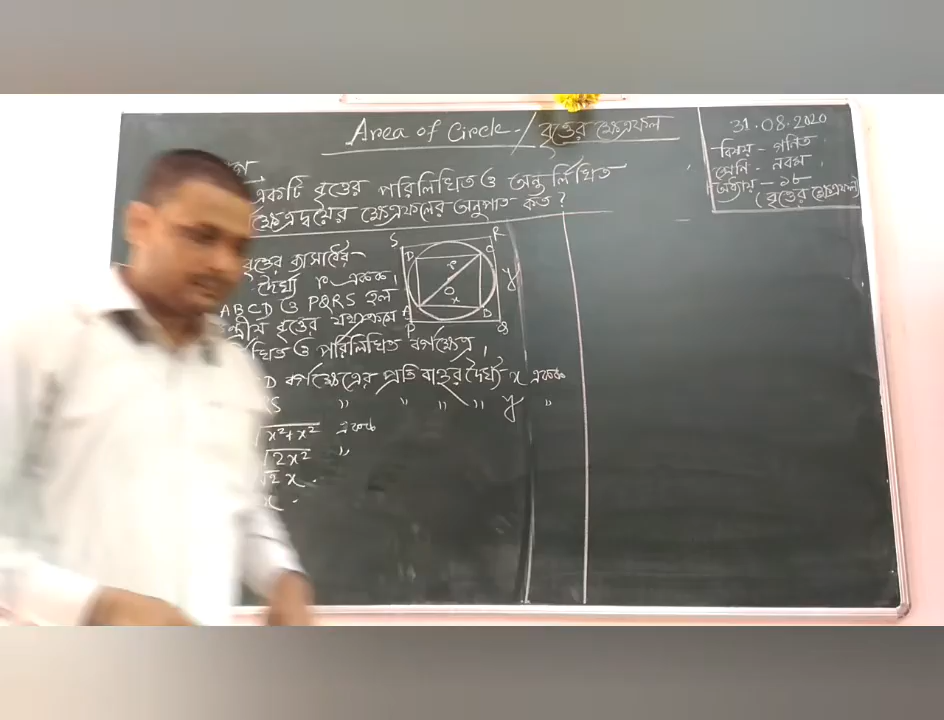 Area of Circle / বৃত্তের ক্ষেত্রফল
31.08.2020
বিষয় - গণিত
শ্রেণি - নবম
অধ্যায় - ১৮
(বৃত্তের ক্ষেত্রফল)
একটি বৃত্তের পরিলিখিত ও অন্তর্লিখিত
ক্ষেত্রদ্বয়ের ক্ষেত্রফলের অনুপাত কত ?
বৃত্তের ব্যাসার্ধের
দৈর্ঘ্য r একক ।
ABCD ও PQRS হল
বৃত্তের যথাক্রমে
ও পরিলিখিত বর্গক্ষেত্র ।
D বর্গক্ষেত্রের প্রতি বাহুর দৈর্ঘ্য x একক
RS " " " " y "
√x²+x² একক
√2x² "
√2 x .
x .
S R
D C
r
O
x
y
A B
P Q